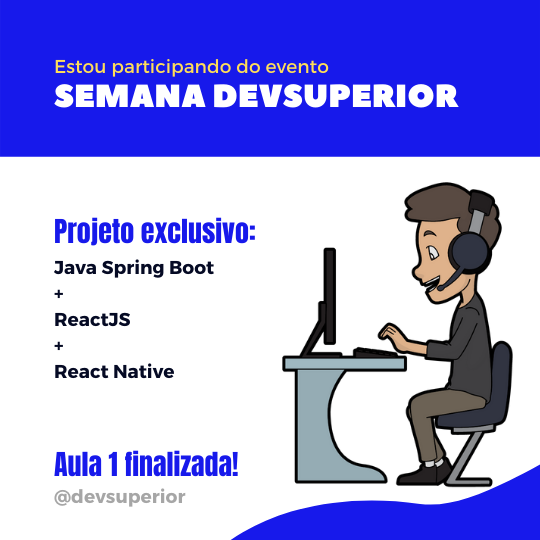 Estou participando do evento
SEMANA DEVSUPERIOR
Projeto exclusivo:
Java Spring Boot
+
ReactJS
+
React Native
Aula 1 finalizada!
@devsuperior